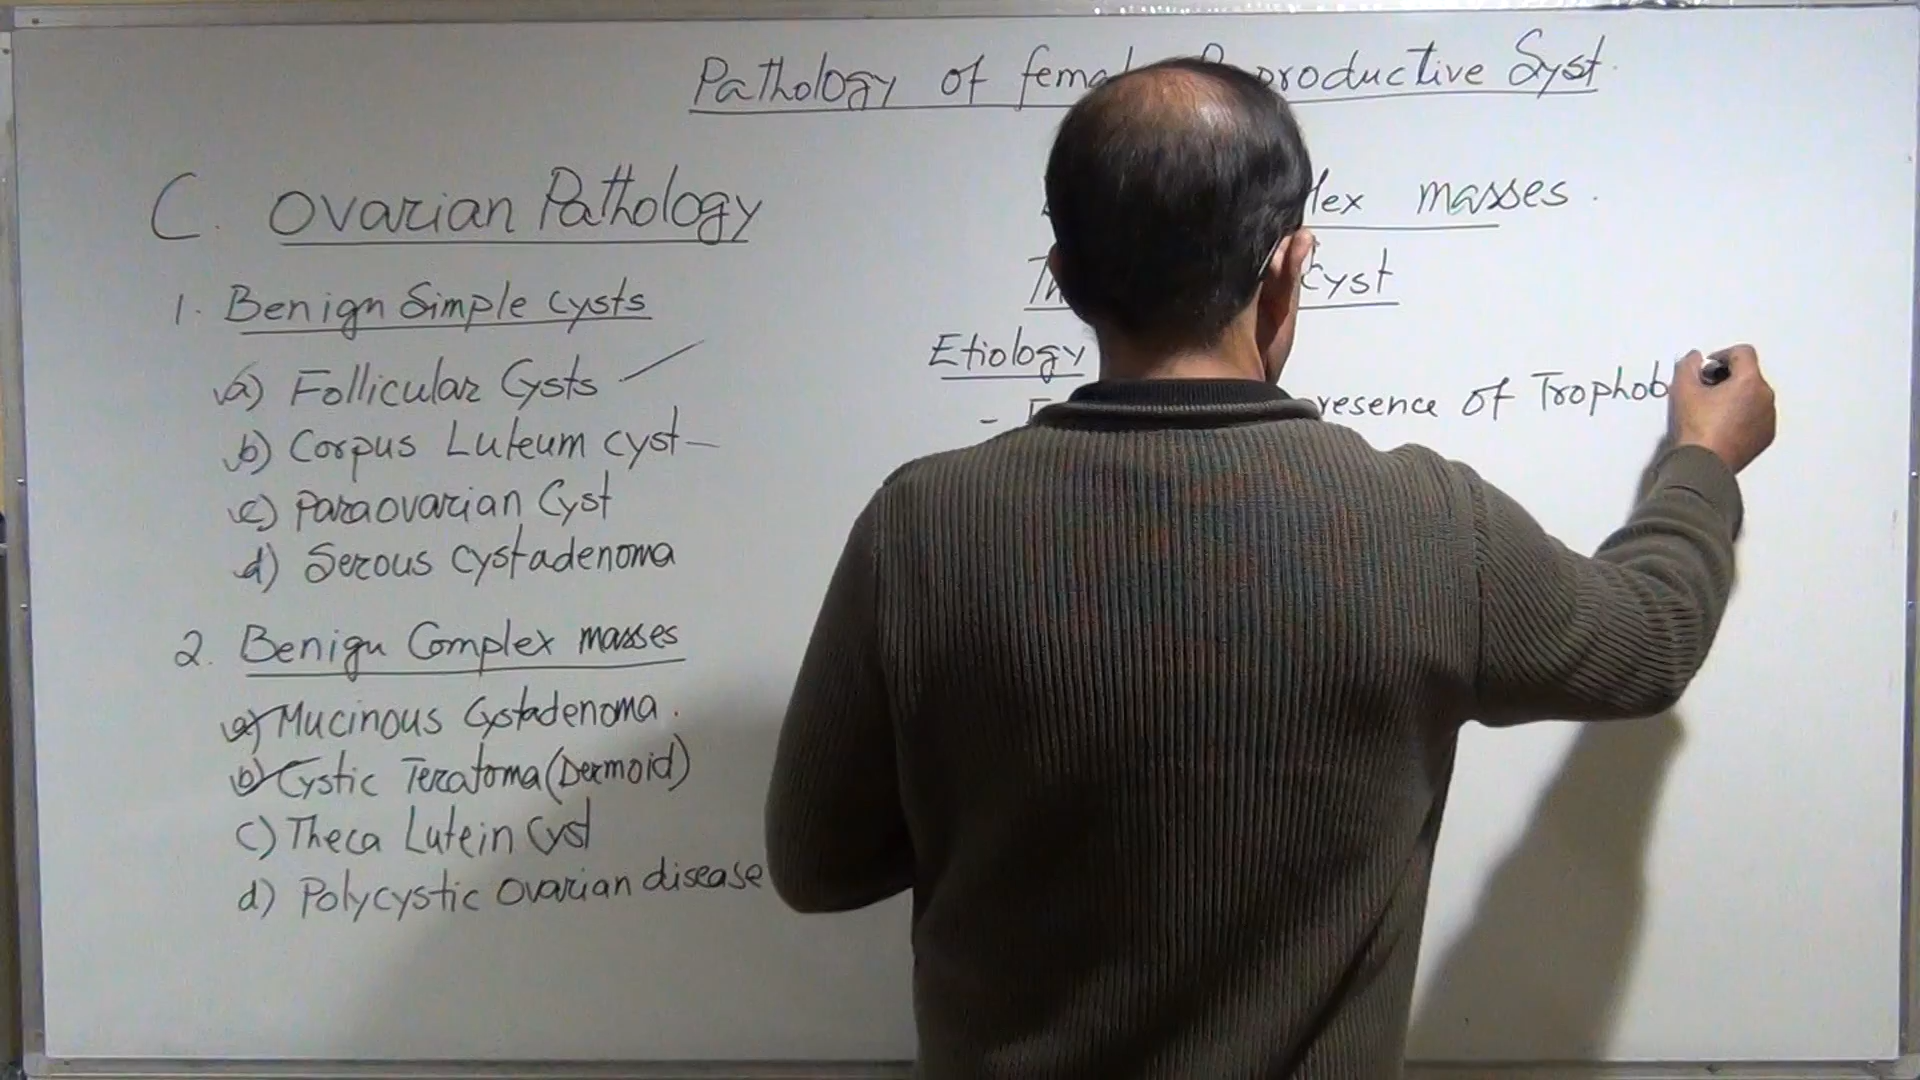 Pathology of productive Syst.
C. Ovarian Pathology
1. Benign Simple Cysts
a) Follicular Cysts
b) Corpus Luteum cyst
c) Paraovarian Cyst
d) Serous Cystadenoma
2. Benign Complex masses
a) Mucinous Cystadenoma.
b) Cystic Teratoma (Dermoid)
c) Theca Lutein Cyst
d) Polycystic Ovarian disease
lex masses.
Cyst
Etiology
- resence of Trophob